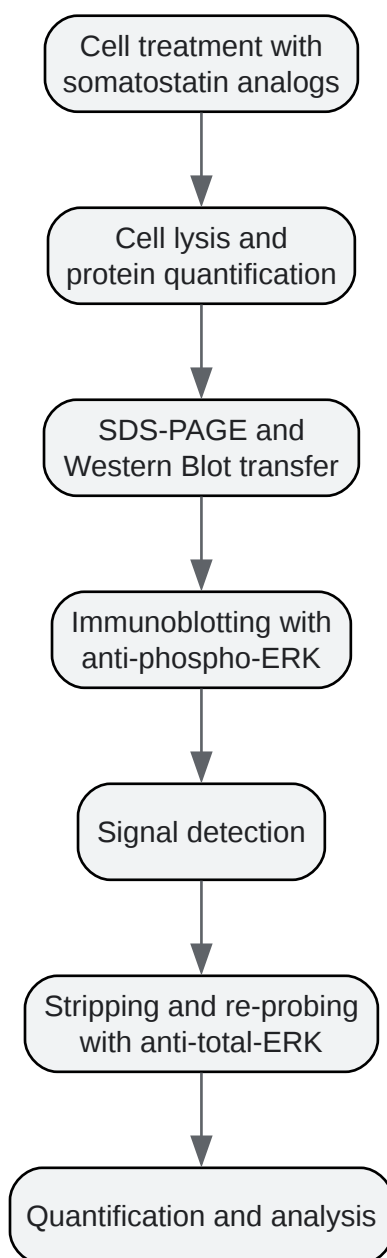 Cell treatment with
somatostatin analogs
Cell lysis and
protein quantification
SDS-PAGE and
Western Blot transfer
Immunoblotting with
anti-phospho-ERK
Signal detection
Stripping and re-probing
with anti-total-ERK
Quantification and analysis